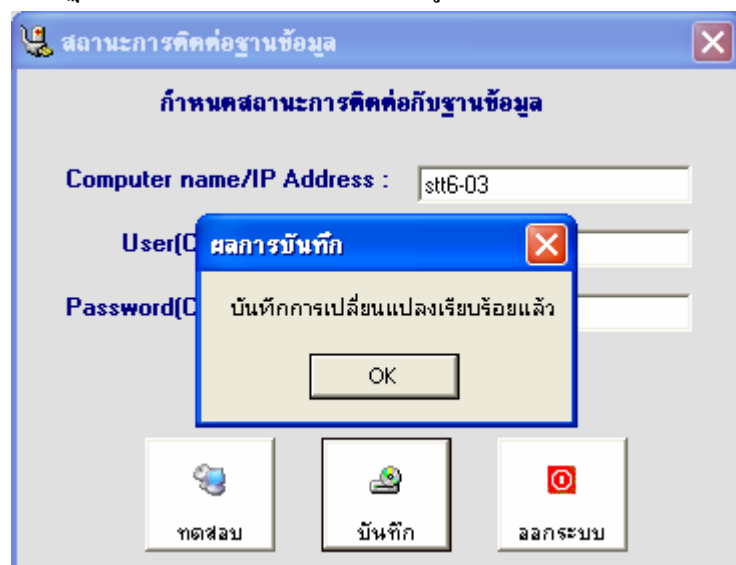 สถานะการติดต่อฐานข้อมูล
กำหนดสถานะการติดต่อกับฐานข้อมูล
Computer name/IP Address : stt6-03
User(C
ผลการบันทึก
Password(C
บันทึกการเปลี่ยนแปลงเรียบร้อยแล้ว
OK
ทดสอบ
บันทึก
ออกระบบ